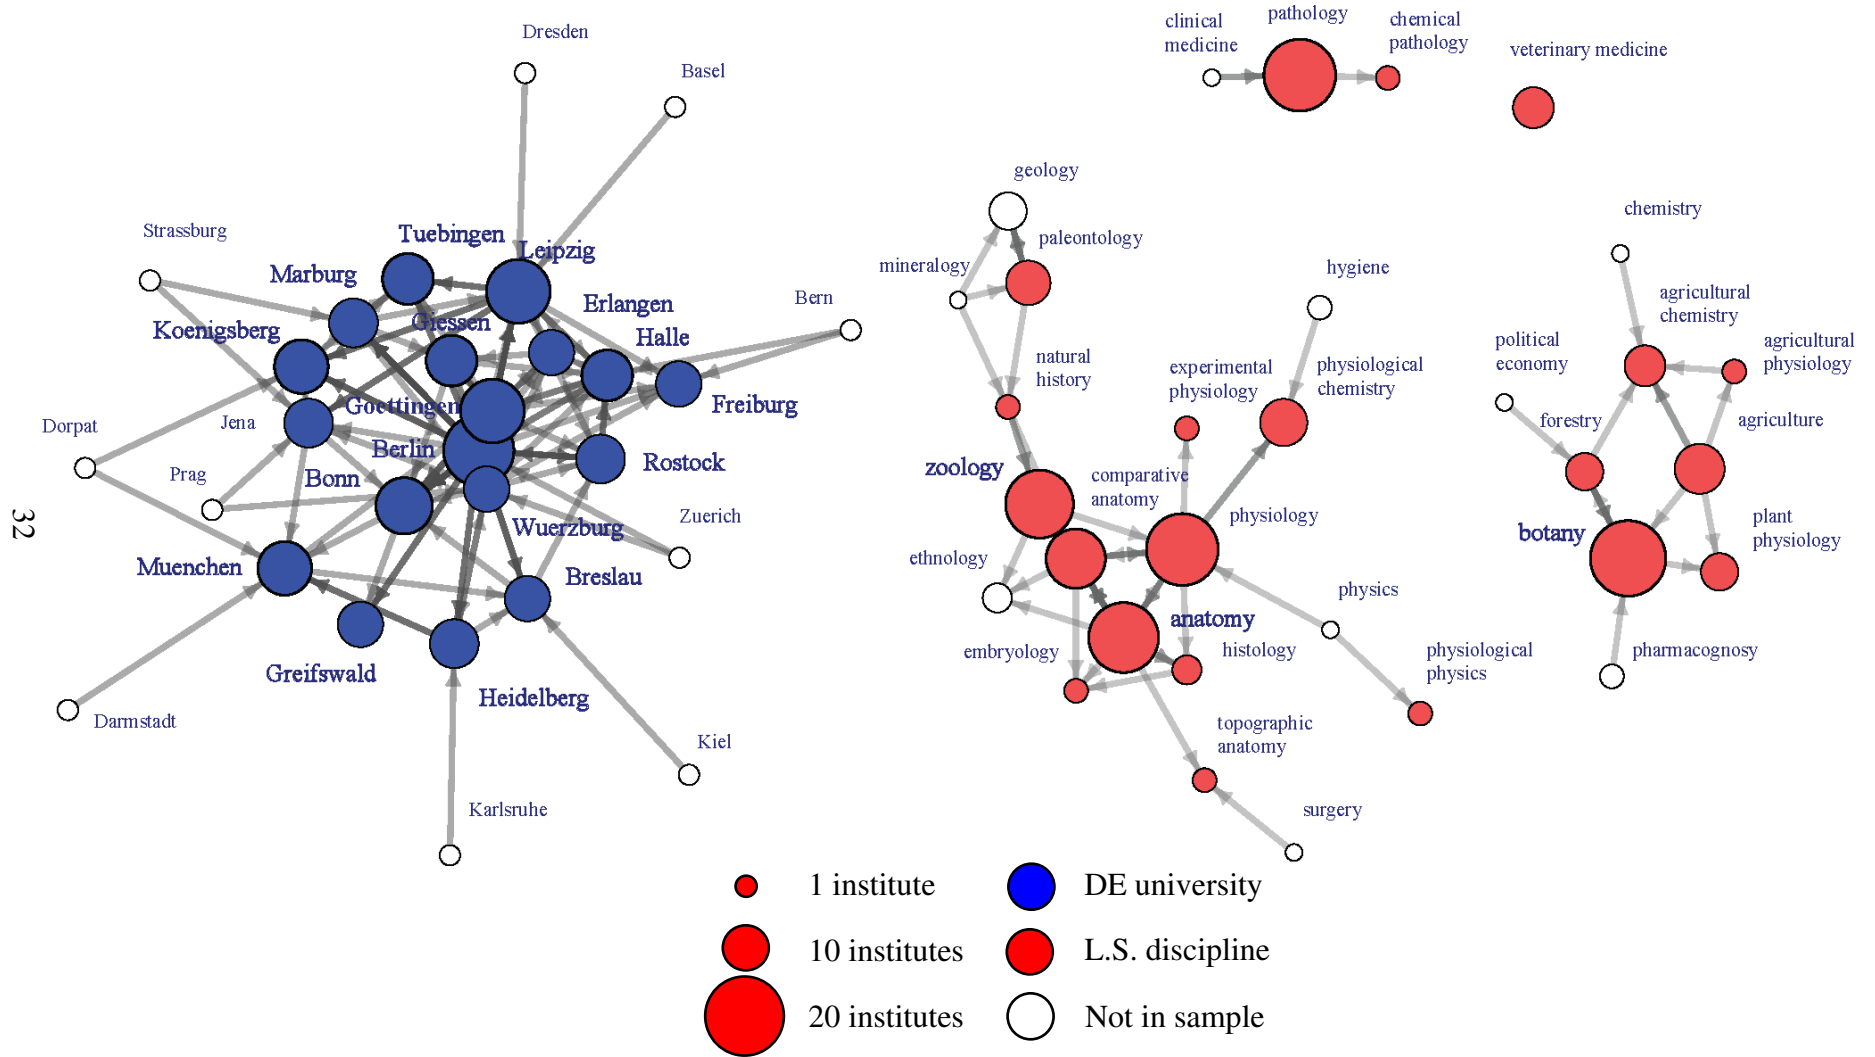 Dresden
Basel
Strassburg
Tuebingen
Leipzig
Marburg
Erlangen
Bern
Koenigsberg
Giessen
Halle
Goettingen
Freiburg
Dorpat
Jena
Berlin
Prag
Bonn
Rostock
Zuerich
Wuerzburg
Muenchen
Breslau
Greifswald
Heidelberg
Darmstadt
Kiel
Karlsruhe
32
clinical
medicine
pathology
chemical
pathology
veterinary medicine
geology
paleontology
mineralogy
natural
history
hygiene
experimental
physiology
physiological
chemistry
zoology
comparative
anatomy
physiology
ethnology
anatomy
physics
embryology
histology
physiological
physics
topographic
anatomy
surgery
chemistry
agricultural
chemistry
political
economy
agricultural
physiology
forestry
agriculture
botany
plant
physiology
pharmacognosy
1 institute
10 institutes
20 institutes
DE university
L.S. discipline
Not in sample